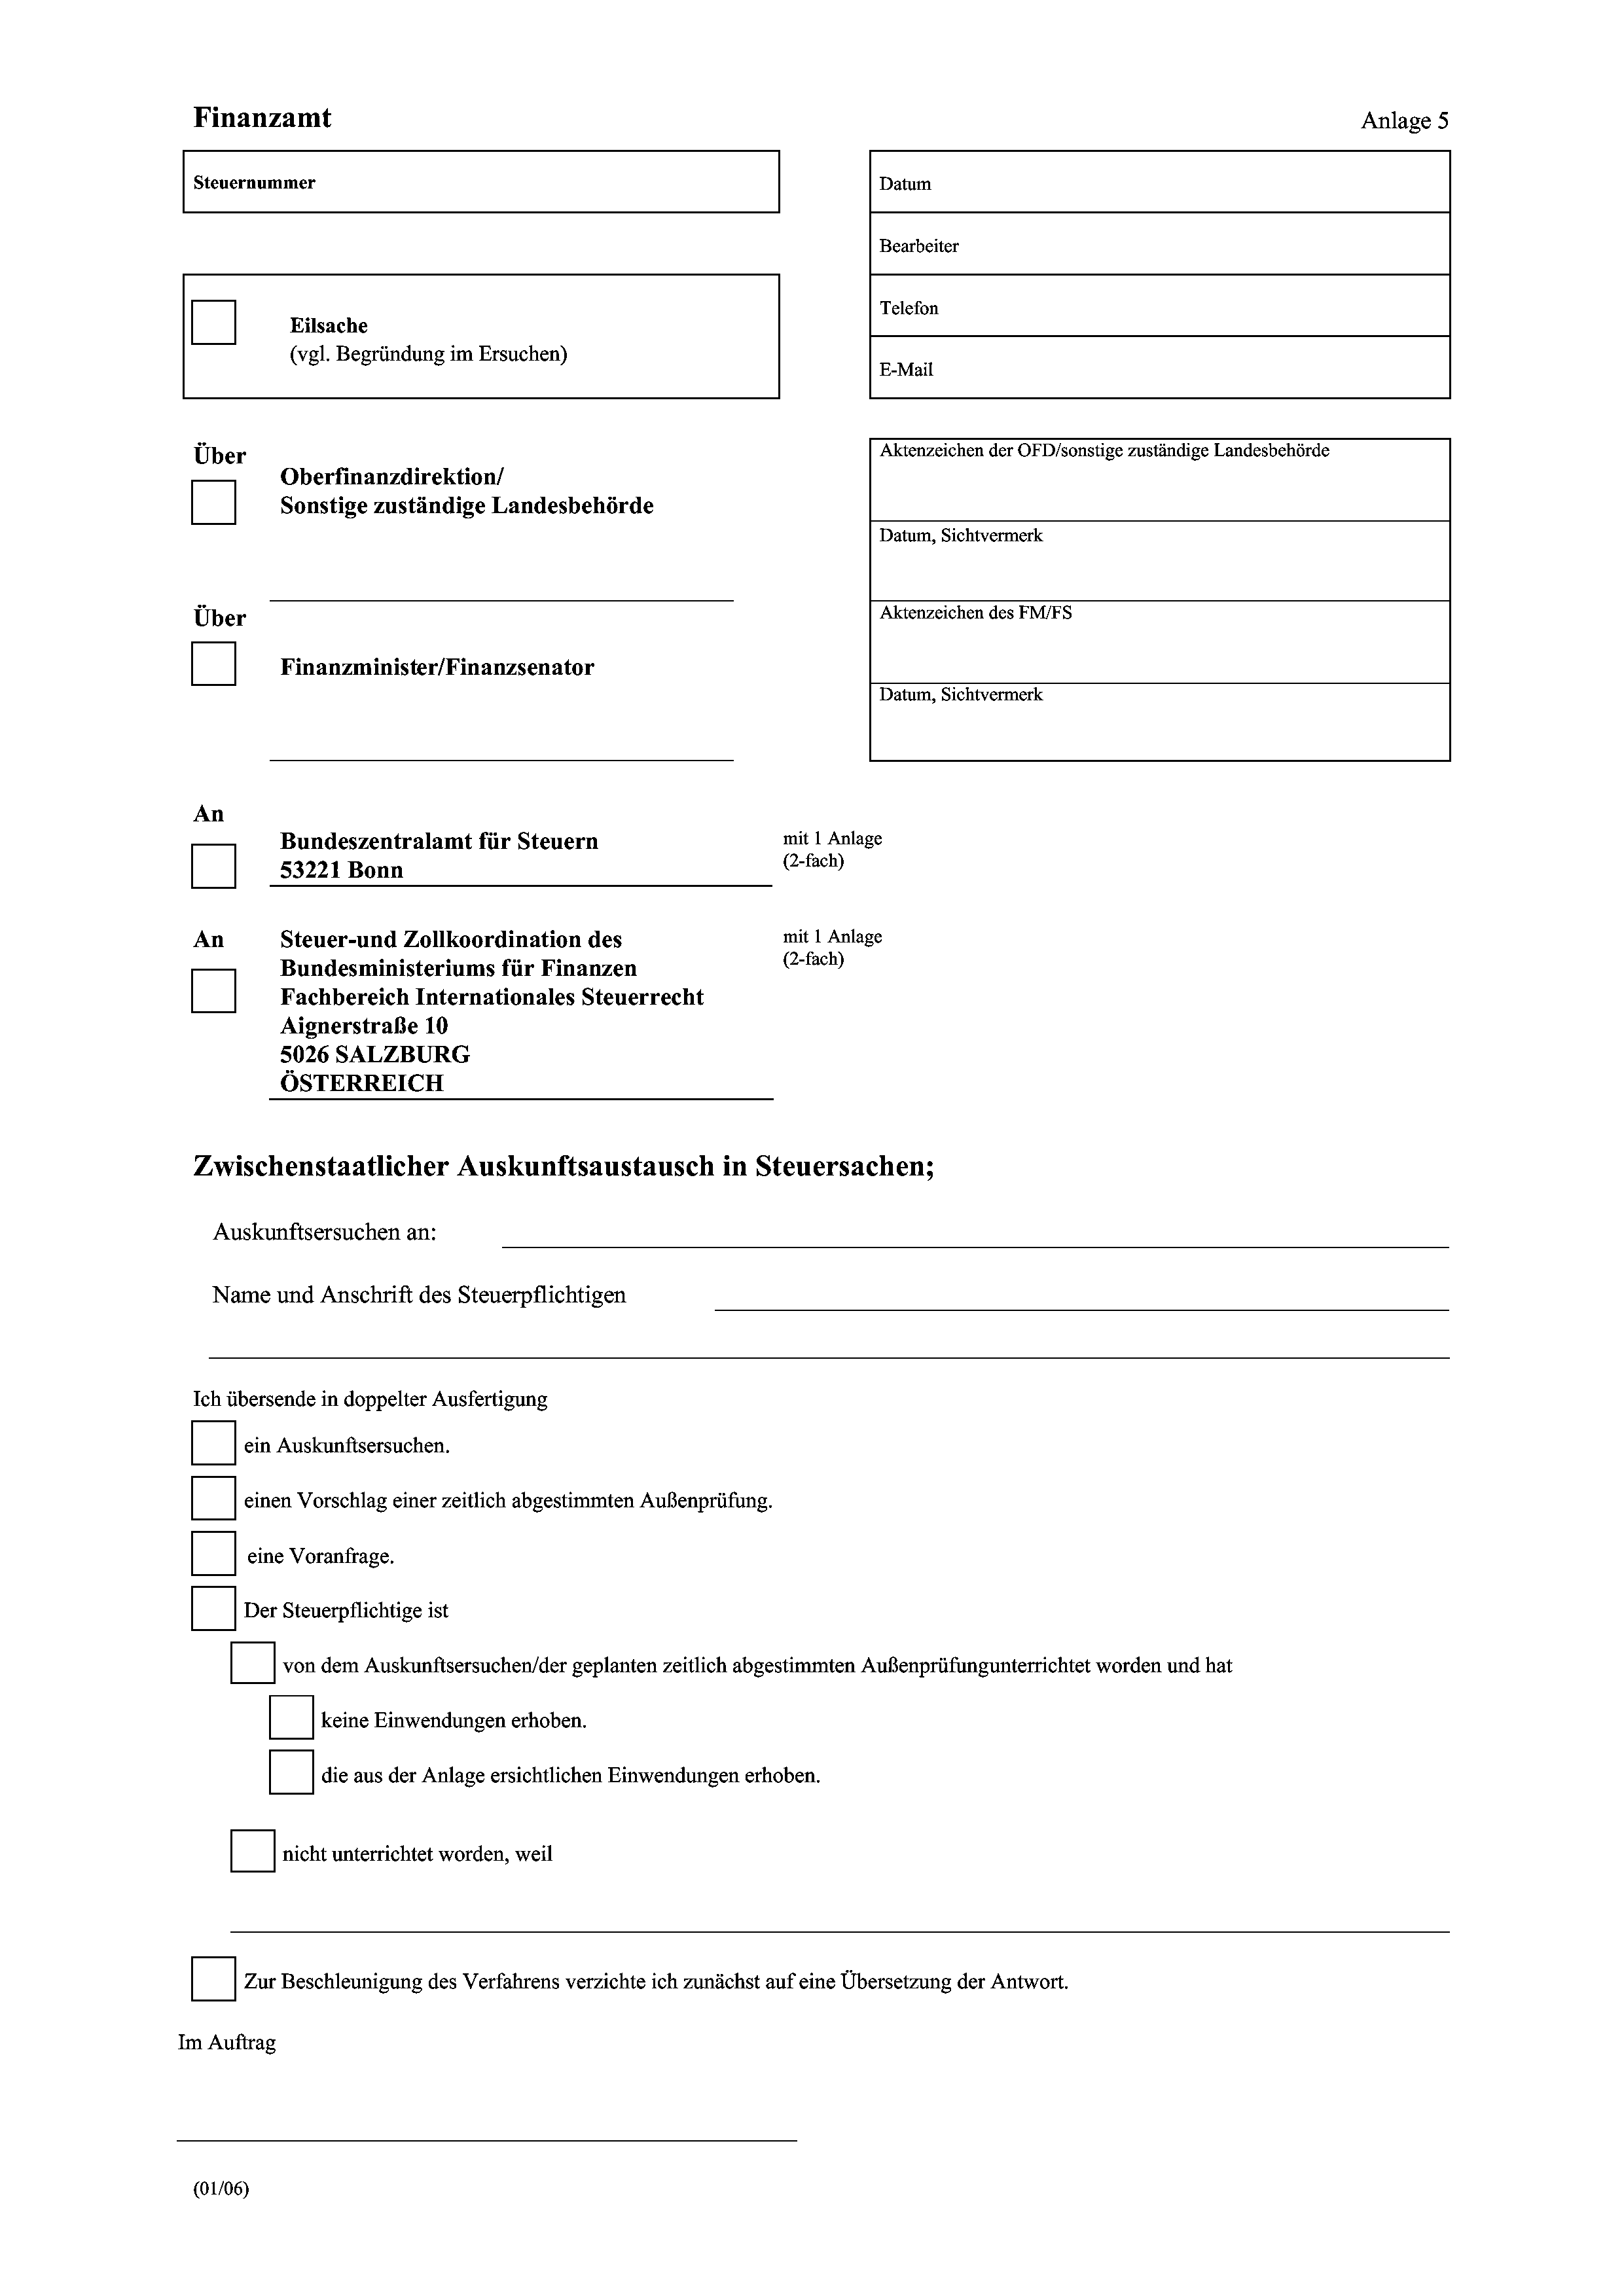 Finanzamt
Anlage 5
Steuernummer
Datum
Bearbeiter
Eilsache
(vgl. Begründung im Ersuchen)
Telefon
E-Mail
Über
Oberfinanzdirektion/
Sonstige zuständige Landesbehörde
Aktenzeichen der OFD/sonstige zuständige Landesbehörde
Datum, Sichtvermerk
Über
Finanzminister/Finanzsenator
Aktenzeichen des FM/FS
Datum, Sichtvermerk
An
Bundeszentralamt für Steuern
53221 Bonn
mit 1 Anlage
(2-fach)
An
Steuer-und Zollkoordination des
Bundesministeriums für Finanzen
Fachbereich Internationales Steuerrecht
Aignerstraße 10
5026 SALZBURG
ÖSTERREICH
mit 1 Anlage
(2-fach)
Zwischenstaatlicher Auskunftsaustausch in Steuersachen;
Auskunftsersuchen an:
Name und Anschrift des Steuerpflichtigen
Ich übersende in doppelter Ausfertigung
ein Auskunftsersuchen.
einen Vorschlag einer zeitlich abgestimmten Außenprüfung.
eine Voranfrage.
Der Steuerpflichtige ist
von dem Auskunftsersuchen/der geplanten zeitlich abgestimmten Außenprüfungunterrichtet worden und hat
keine Einwendungen erhoben.
die aus der Anlage ersichtlichen Einwendungen erhoben.
nicht unterrichtet worden, weil
Zur Beschleunigung des Verfahrens verzichte ich zunächst auf eine Übersetzung der Antwort.
Im Auftrag
(01/06)